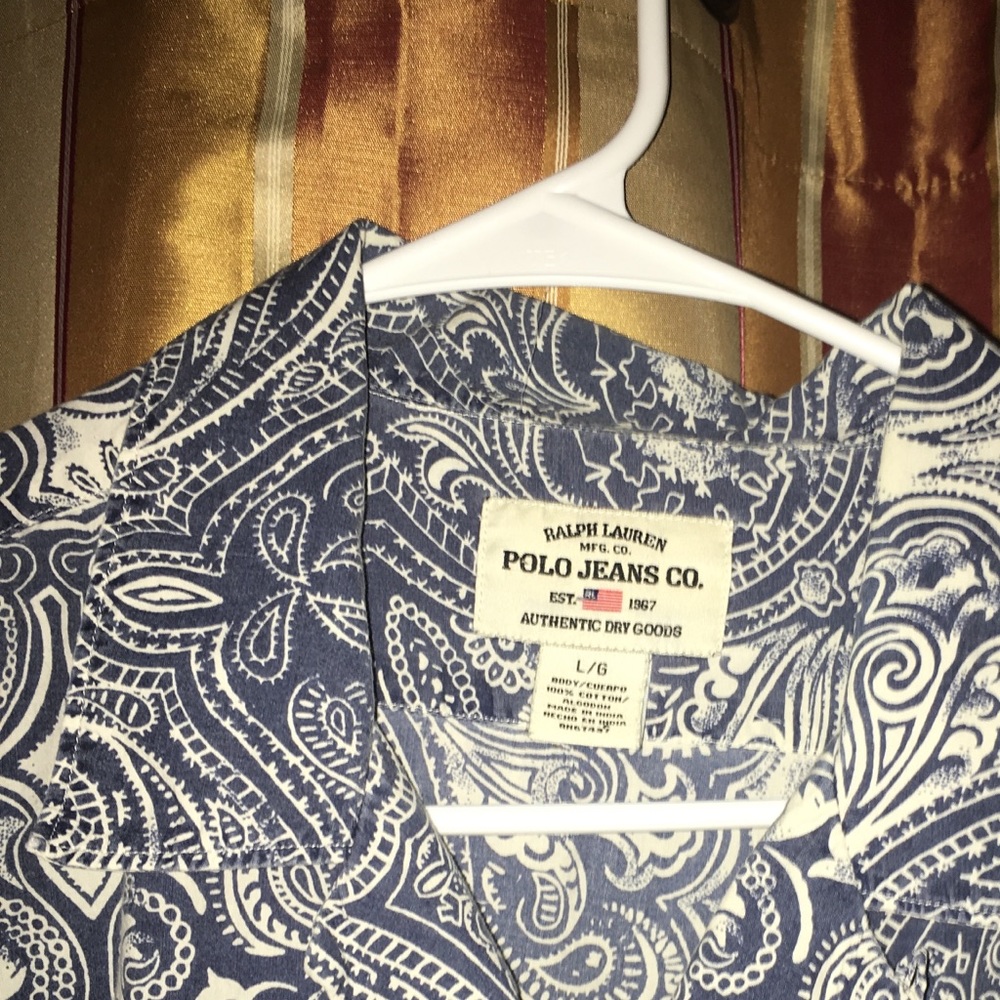 RALPH LAUREN
MFG. CO.
POLO JEANS CO.
EST. RL 1967
AUTHENTIC DRY GOODS
L/G
BODY/CUERPO
100% COTTON/
ALGODON
MADE IN INDIA
HECHO EN INDIA